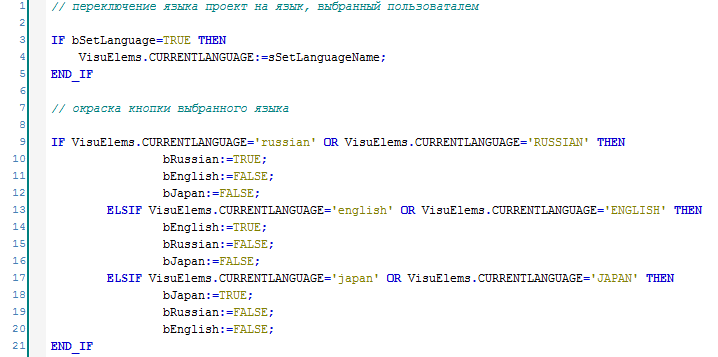 1 // переключение языка проект на язык, выбранный пользоваталем
2
3 IF bSetLanguage=TRUE THEN
4 VisuElems.CURRENTLANGUAGE:=sSetLanguageName;
5 END_IF
6
7 // окраска кнопки выбранного языка
8
9 IF VisuElems.CURRENTLANGUAGE='russian' OR VisuElems.CURRENTLANGUAGE='RUSSIAN' THEN
10 bRussian:=TRUE;
11 bEnglish:=FALSE;
12 bJapan:=FALSE;
13 ELSIF VisuElems.CURRENTLANGUAGE='english' OR VisuElems.CURRENTLANGUAGE='ENGLISH' THEN
14 bEnglish:=TRUE;
15 bRussian:=FALSE;
16 bJapan:=FALSE;
17 ELSIF VisuElems.CURRENTLANGUAGE='japan' OR VisuElems.CURRENTLANGUAGE='JAPAN' THEN
18 bJapan:=TRUE;
19 bRussian:=FALSE;
20 bEnglish:=FALSE;
21 END_IF